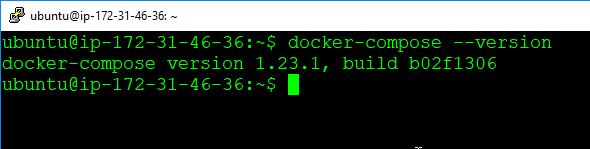 ubuntu@ip-172-31-46-36: ~
ubuntu@ip-172-31-46-36:~$ docker-compose --version
docker-compose version 1.23.1, build b02f1306
ubuntu@ip-172-31-46-36:~$